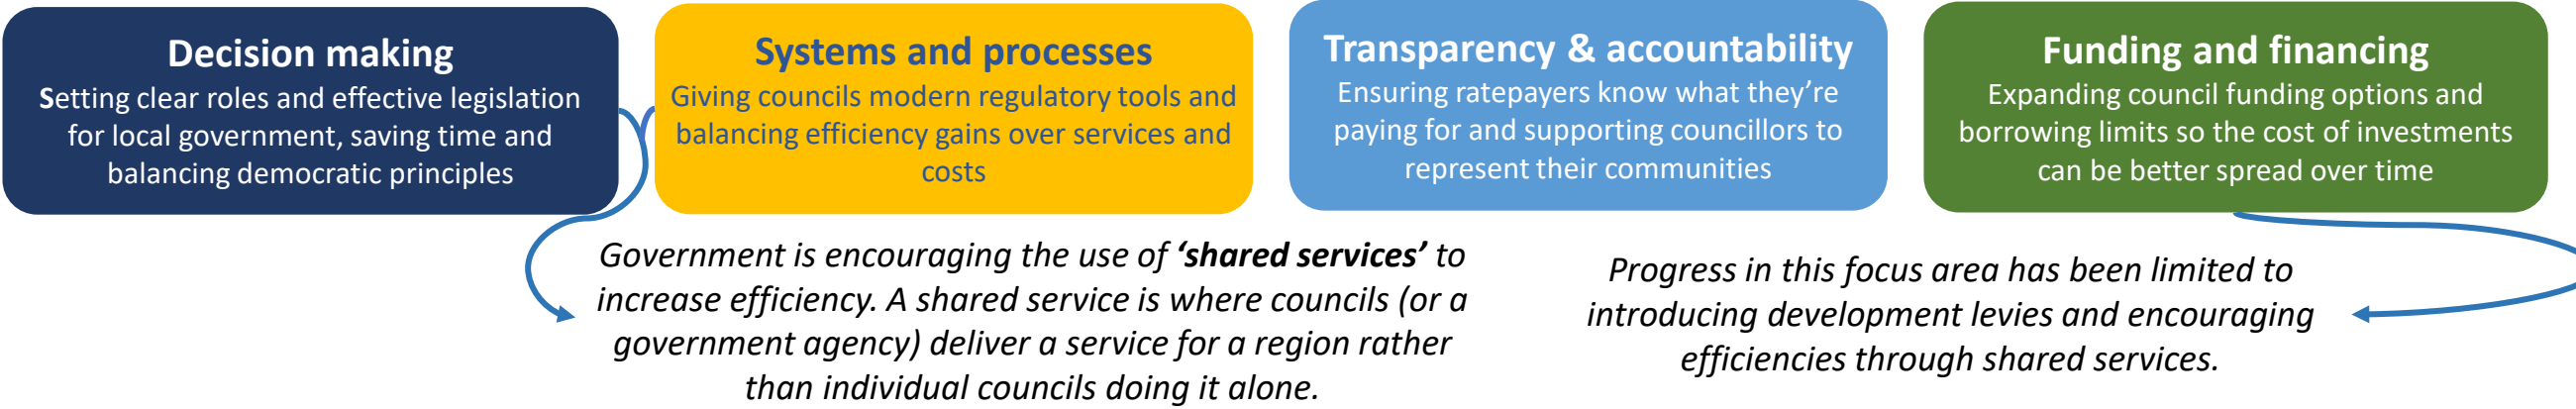 Decision making
Setting clear roles and effective legislation
for local government, saving time and
balancing democratic principles
Systems and processes
Giving councils modern regulatory tools and
balancing efficiency gains over services and
costs
Transparency & accountability
Ensuring ratepayers know what they’re
paying for and supporting councillors to
represent their communities
Funding and financing
Expanding council funding options and
borrowing limits so the cost of investments
can be better spread over time
Government is encouraging the use of ‘shared services’ to
increase efficiency. A shared service is where councils (or a
government agency) deliver a service for a region rather
than individual councils doing it alone.
Progress in this focus area has been limited to
introducing development levies and encouraging
efficiencies through shared services.